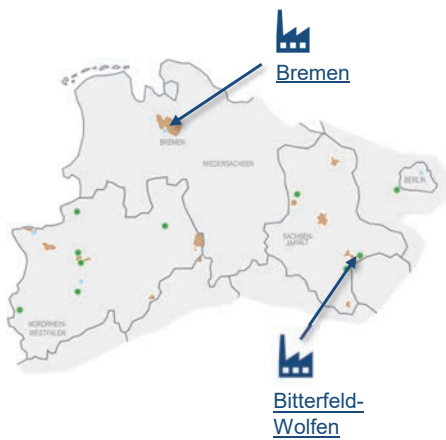 Bremen
BREMEN
NIEDERSACHSEN
BERLIN
SACHSEN-
ANHALT
NORDRHEIN-
WESTFALEN
Bitterfeld-
Wolfen